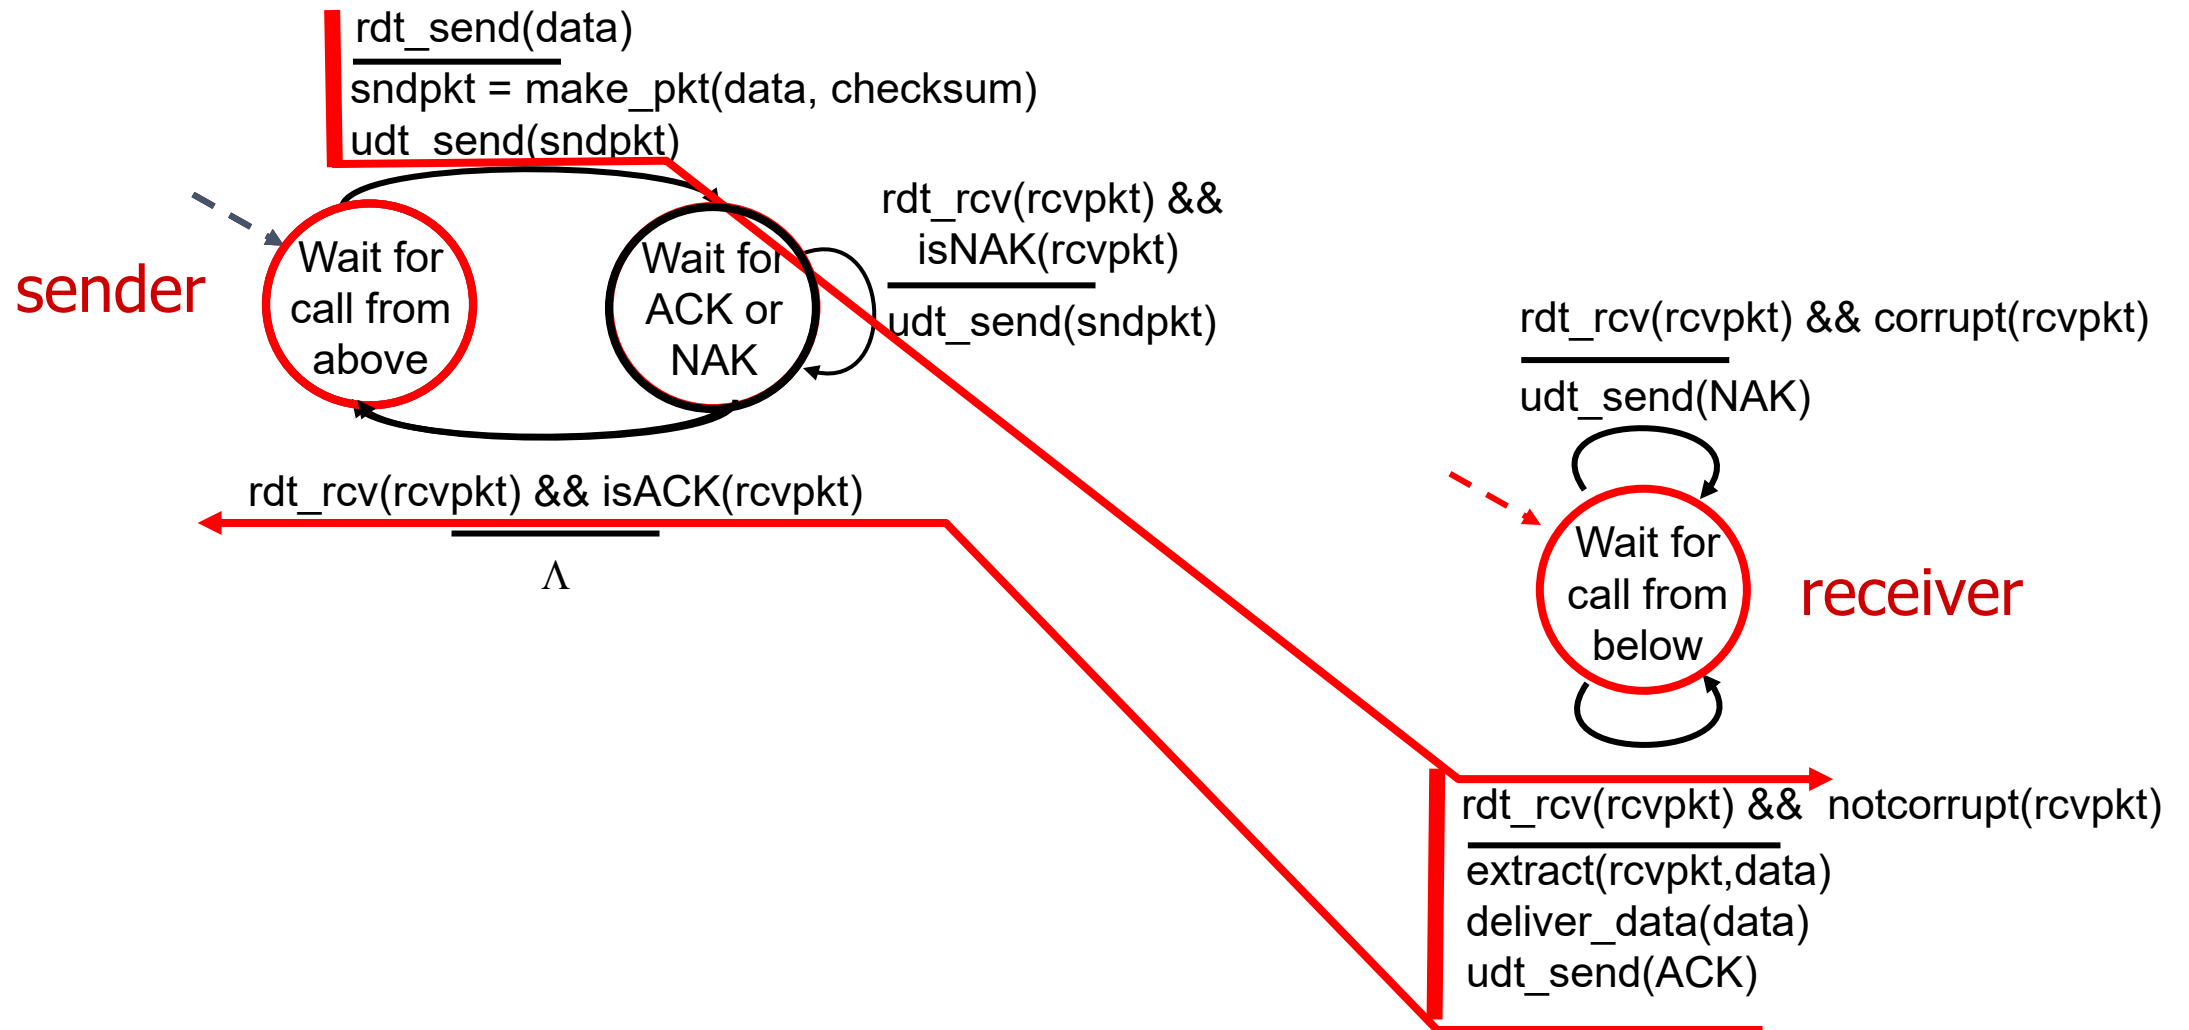 rdt_send(data)
sndpkt = make_pkt(data, checksum)
udt_send(sndpkt)
sender
Wait for
call from
above
Wait for
ACK or
NAK
rdt_rcv(rcvpkt) &&
isNAK(rcvpkt)
udt_send(sndpkt)
rdt_rcv(rcvpkt) && isACK(rcvpkt)
Λ
rdt_rcv(rcvpkt) && corrupt(rcvpkt)
udt_send(NAK)
Wait for
call from
below
receiver
rdt_rcv(rcvpkt) && notcorrupt(rcvpkt)
extract(rcvpkt,data)
deliver_data(data)
udt_send(ACK)